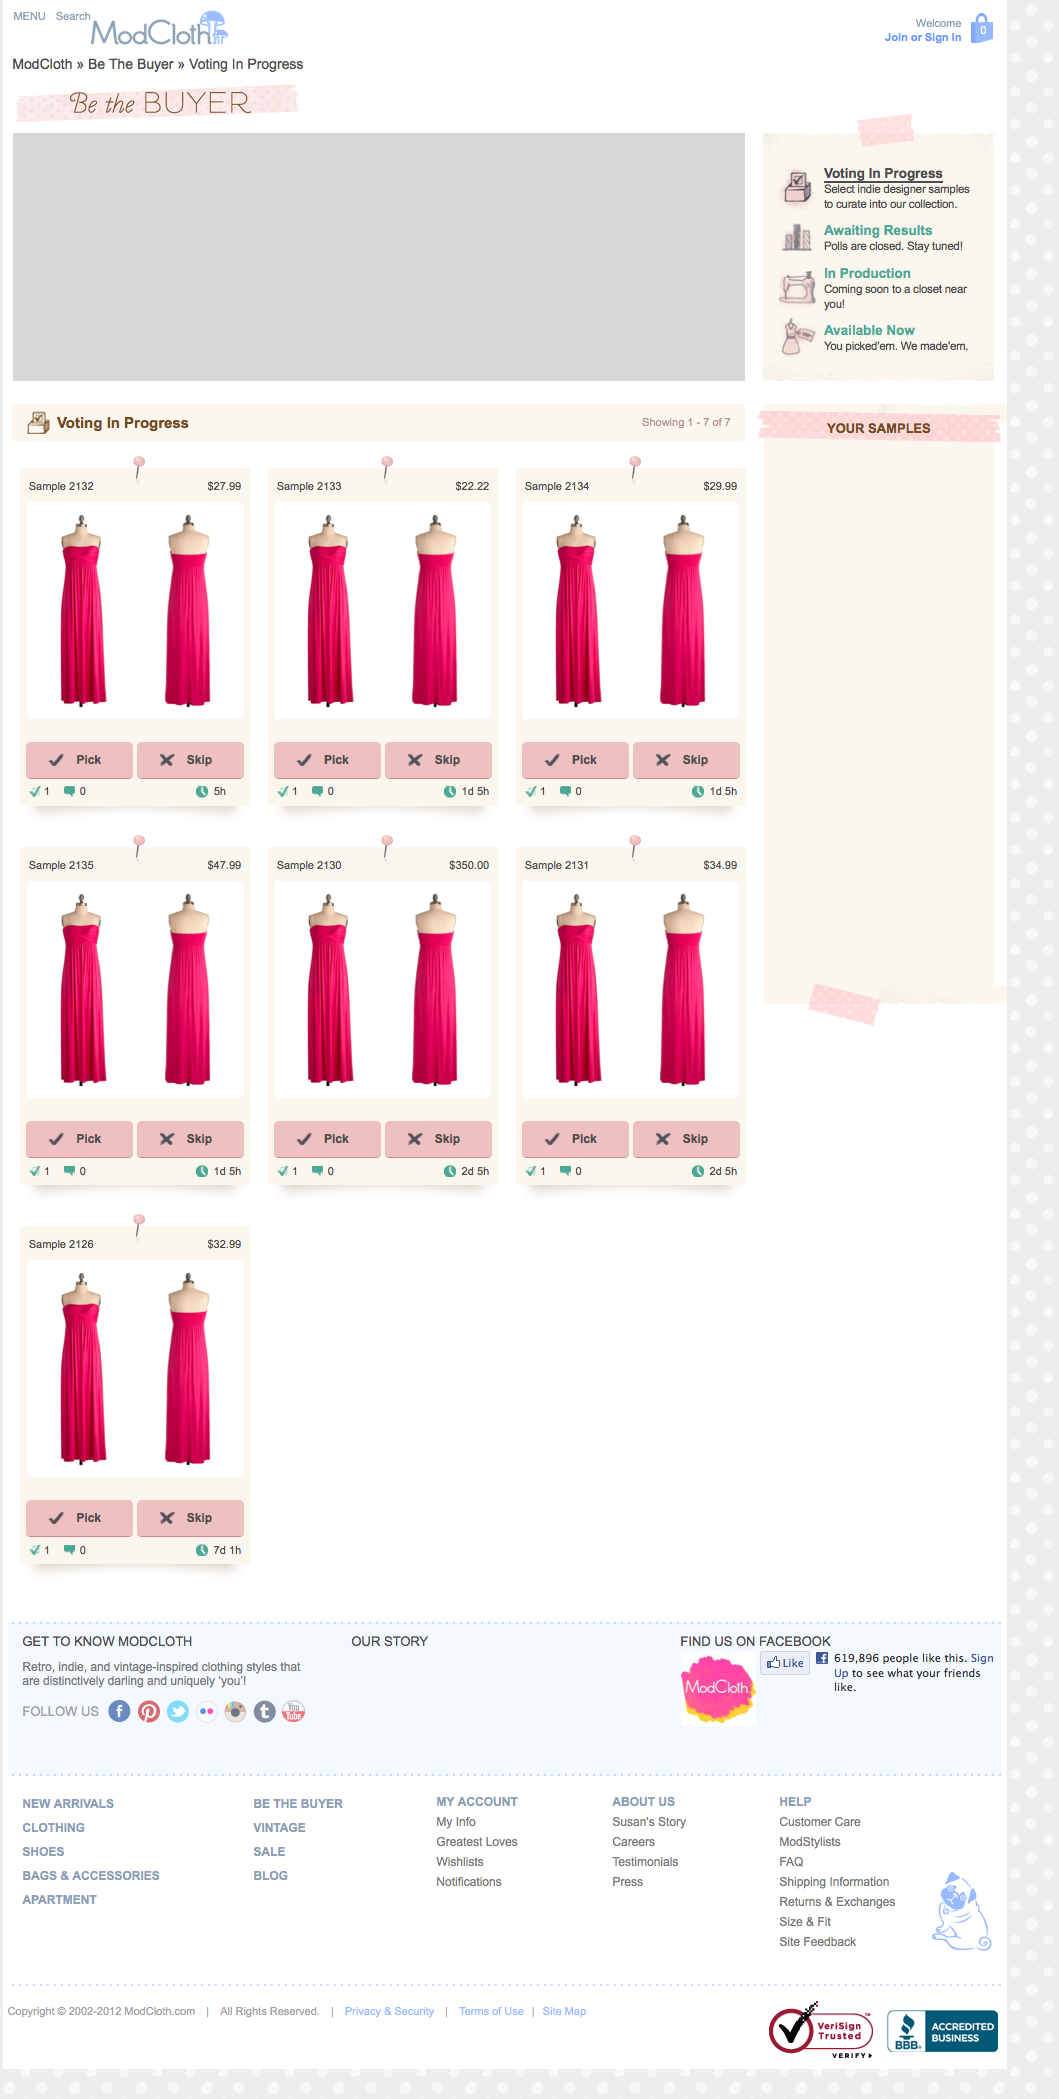 MENU Search
ModCloth
Welcome
Join or Sign In
0
ModCloth » Be The Buyer » Voting In Progress
Be the BUYER
Voting In Progress
Select indie designer samples
to curate into our collection.
Awaiting Results
Polls are closed. Stay tuned!
In Production
Coming soon to a closet near
you!
Available Now
You picked'em. We made'em.
Voting In Progress
Showing 1 - 7 of 7
YOUR SAMPLES
Sample 2132 $27.99
Pick Skip
1 0 5h
Sample 2133 $22.22
Pick Skip
1 0 1d 5h
Sample 2134 $29.99
Pick Skip
1 0 1d 5h
Sample 2135 $47.99
Pick Skip
1 0 1d 5h
Sample 2130 $350.00
Pick Skip
1 0 2d 5h
Sample 2131 $34.99
Pick Skip
1 0 2d 5h
Sample 2126 $32.99
Pick Skip
1 0 7d 1h
GET TO KNOW MODCLOTH
Retro, indie, and vintage-inspired clothing styles that
are distinctively darling and uniquely ‘you’!
FOLLOW US
You
Tube
OUR STORY
FIND US ON FACEBOOK
ModCloth
Like
619,896 people like this. Sign
Up to see what your friends
like.
NEW ARRIVALS
CLOTHING
SHOES
BAGS & ACCESSORIES
APARTMENT
BE THE BUYER
VINTAGE
SALE
BLOG
MY ACCOUNT
My Info
Greatest Loves
Wishlists
Notifications
ABOUT US
Susan's Story
Careers
Testimonials
Press
HELP
Customer Care
ModStylists
FAQ
Shipping Information
Returns & Exchanges
Size & Fit
Site Feedback
Copyright © 2002-2012 ModCloth.com | All Rights Reserved. | Privacy & Security | Terms of Use | Site Map
VeriSign
Trusted
VERIFY
BBB.
ACCREDITED
BUSINESS